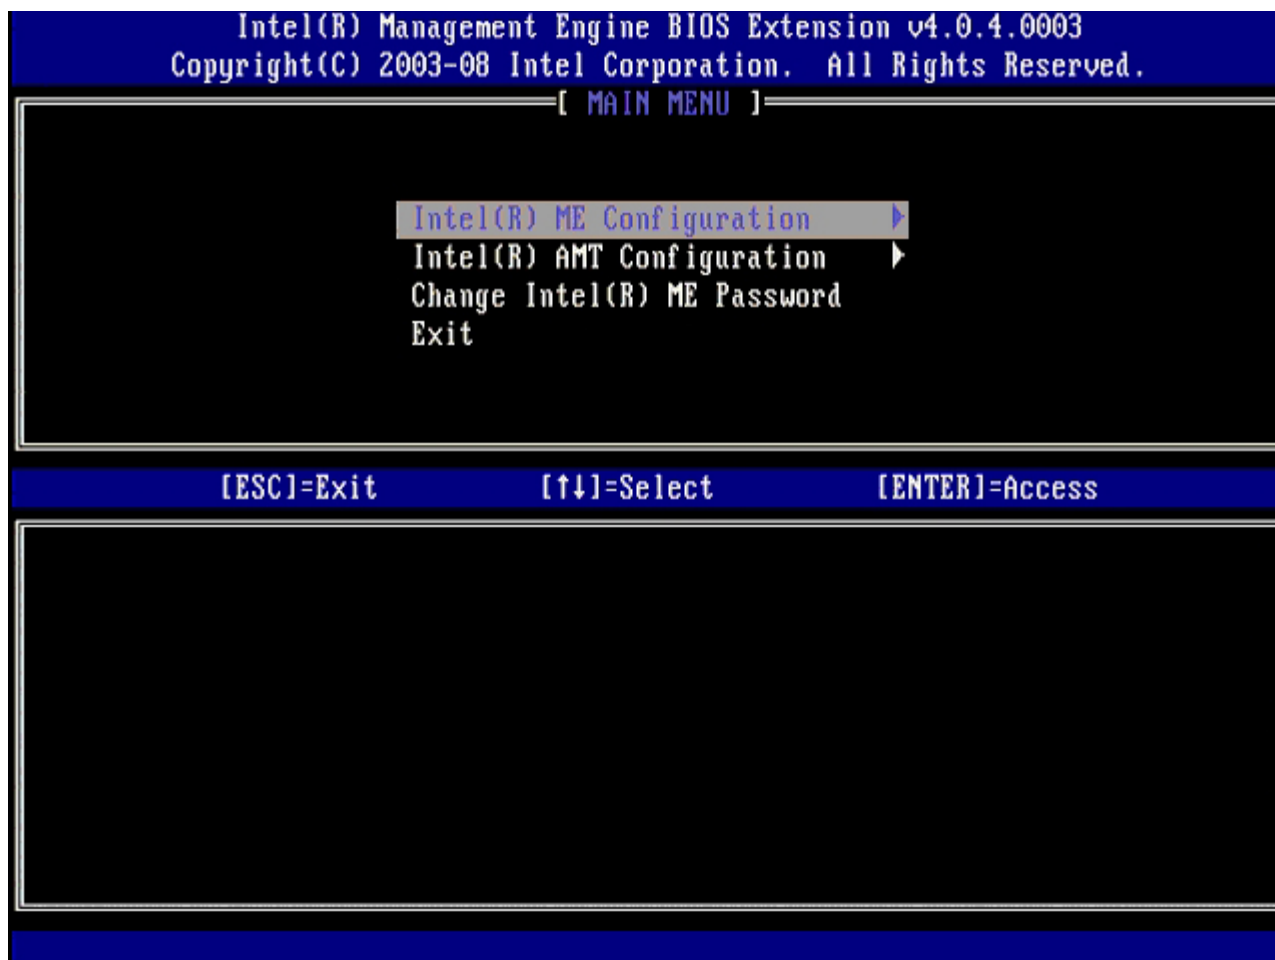 Intel(R) Management Engine BIOS Extension v4.0.4.0003
Copyright(C) 2003-08 Intel Corporation. All Rights Reserved.
[ MAIN MENU ]
Intel(R) ME Configuration ►
Intel(R) AMT Configuration ►
Change Intel(R) ME Password
Exit
[ESC]=Exit [↑↓]=Select [ENTER]=Access